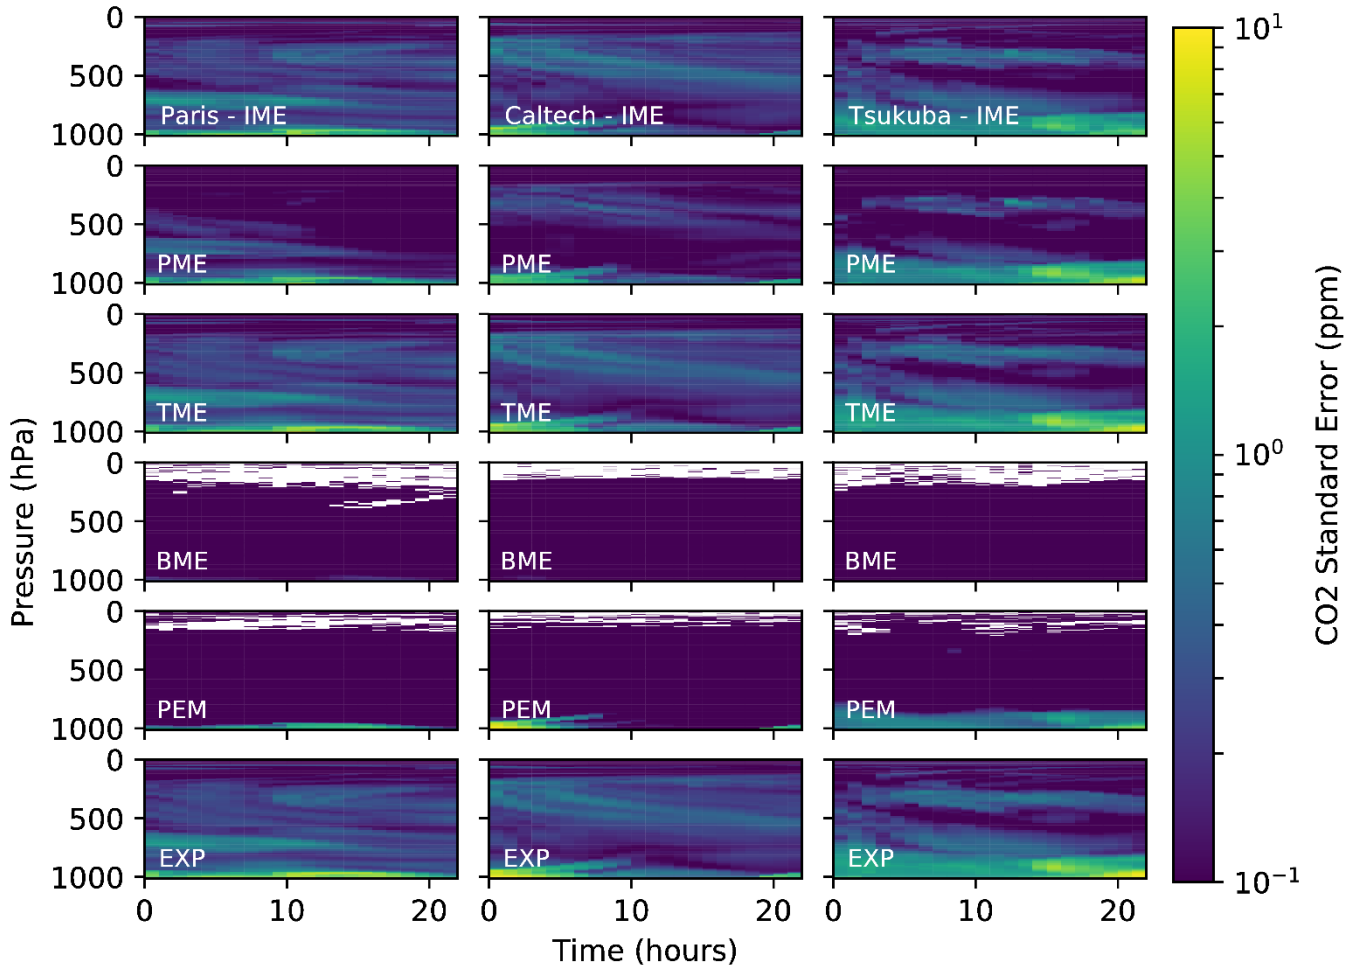 0
500
1000
Paris - IME
Caltech - IME
Tsukuba - IME
0
500
1000
PME
PME
PME
0
500
1000
TME
TME
TME
0
500
1000
BME
BME
BME
0
500
1000
PEM
PEM
PEM
0
500
1000
EXP
EXP
EXP
0
10
20
0
10
20
0
10
20
Time (hours)
Pressure (hPa)
10¹
10⁰
10⁻¹
CO2 Standard Error (ppm)